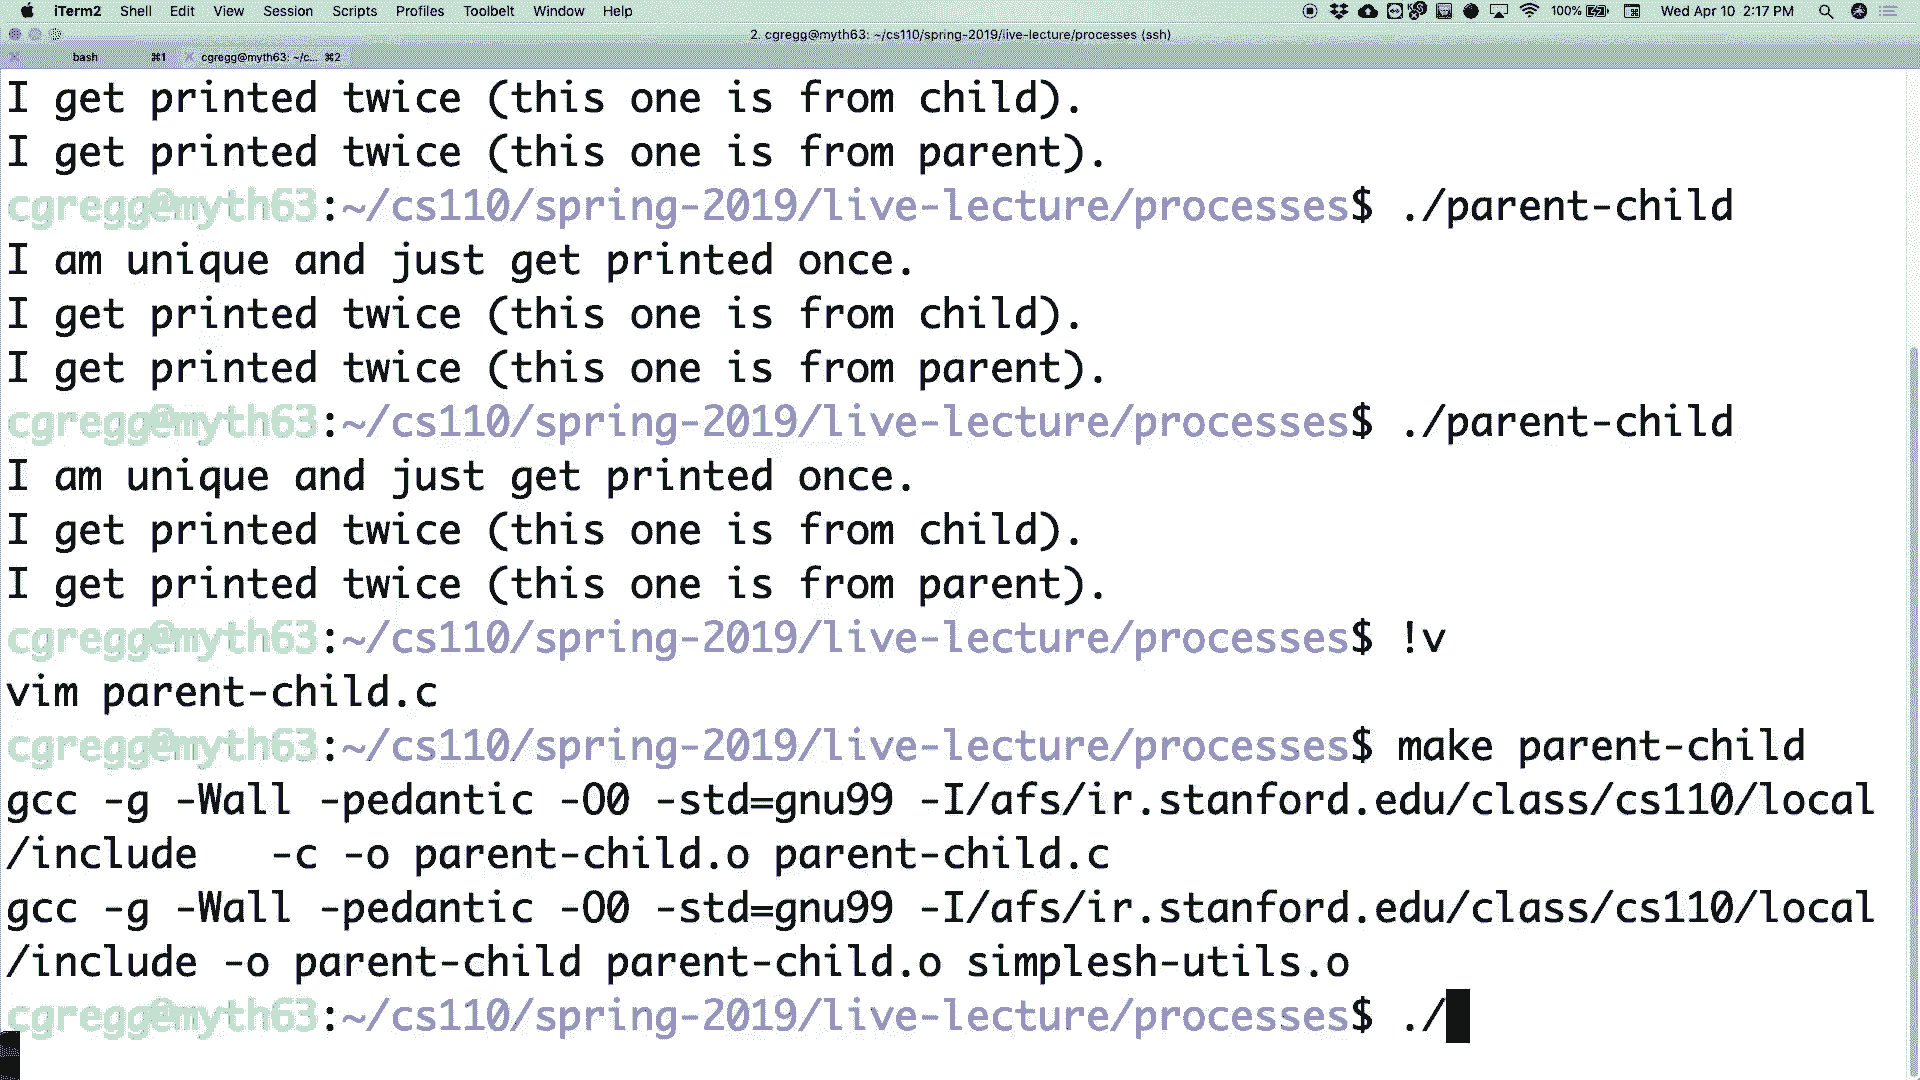 iTerm2 Shell Edit View Session Scripts Profiles Toolbelt Window Help 100% Wed Apr 10 2:17 PM
2. cgregg@myth63: ~/cs110/spring-2019/live-lecture/processes (ssh)
bash ⌘1 cgregg@myth63: ~/c... ⌘2
I get printed twice (this one is from child).
I get printed twice (this one is from parent).
cgregg@myth63:~/cs110/spring-2019/live-lecture/processes$ ./parent-child
I am unique and just get printed once.
I get printed twice (this one is from child).
I get printed twice (this one is from parent).
cgregg@myth63:~/cs110/spring-2019/live-lecture/processes$ ./parent-child
I am unique and just get printed once.
I get printed twice (this one is from child).
I get printed twice (this one is from parent).
cgregg@myth63:~/cs110/spring-2019/live-lecture/processes$ !v
vim parent-child.c
cgregg@myth63:~/cs110/spring-2019/live-lecture/processes$ make parent-child
gcc -g -Wall -pedantic -O0 -std=gnu99 -I/afs/ir.stanford.edu/class/cs110/local
/include   -c -o parent-child.o parent-child.c
gcc -g -Wall -pedantic -O0 -std=gnu99 -I/afs/ir.stanford.edu/class/cs110/local
/include -o parent-child parent-child.o simplesh-utils.o
cgregg@myth63:~/cs110/spring-2019/live-lecture/processes$ ./